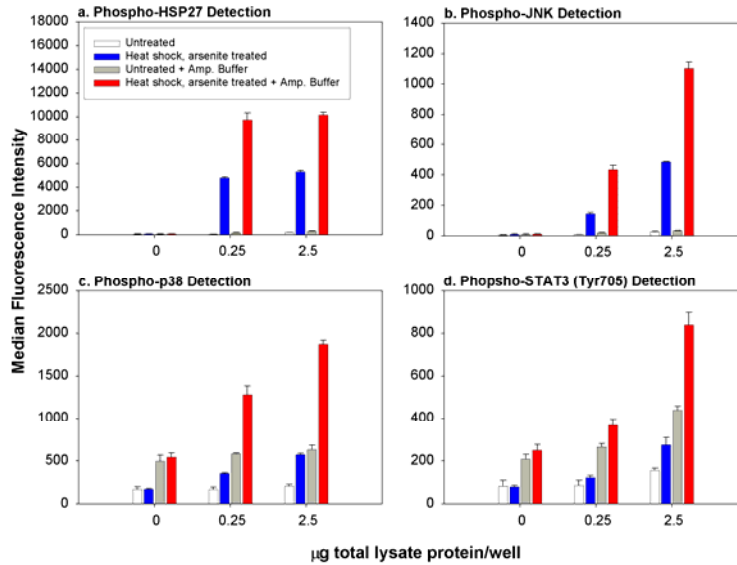 a. Phospho-HSP27 Detection
18000
16000
14000
12000
10000
8000
6000
4000
2000
0
Untreated
Heat shock, arsenite treated
Untreated + Amp. Buffer
Heat shock, arsenite treated + Amp. Buffer
0 0.25 2.5
b. Phospho-JNK Detection
1400
1200
1000
800
600
400
200
0
0 0.25 2.5
Median Fluorescence Intensity
c. Phospho-p38 Detection
2500
2000
1500
1000
500
0
0 0.25 2.5
d. Phopsho-STAT3 (Tyr705) Detection
1000
800
600
400
200
0
0 0.25 2.5
μg total lysate protein/well